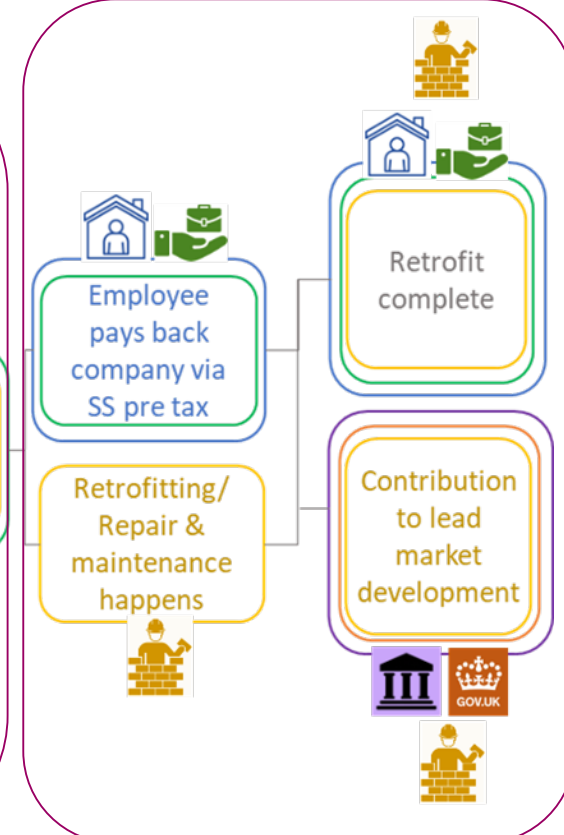 Employee
pays back
company via
SS pre tax
Retrofitting/
Repair &
maintenance
happens
Retrofit
complete
Contribution
to lead
market
development
GOV.UK